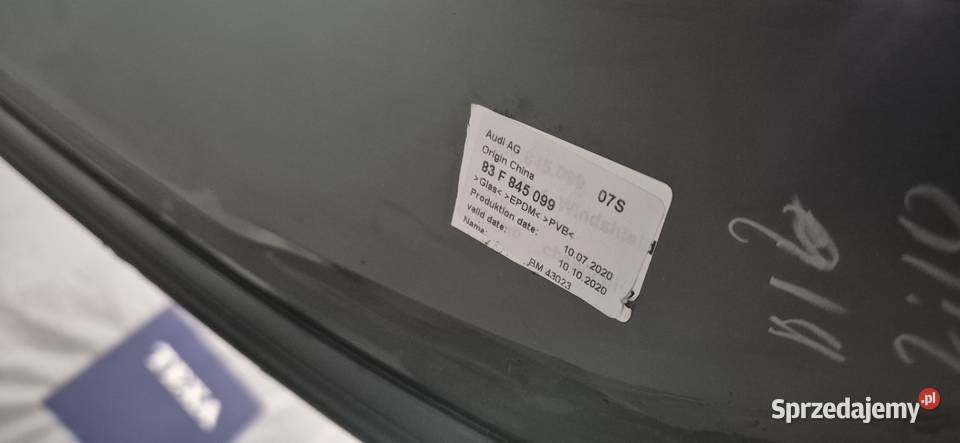 Audi AG
Origin China
83 F 845 099 07S
>Glas< >EPDM< >PVB<
Produktion date: 10.07.2020
valid date: 10.10.2020
Name: BM 43023
TEXA
Sprzedajemy.pl